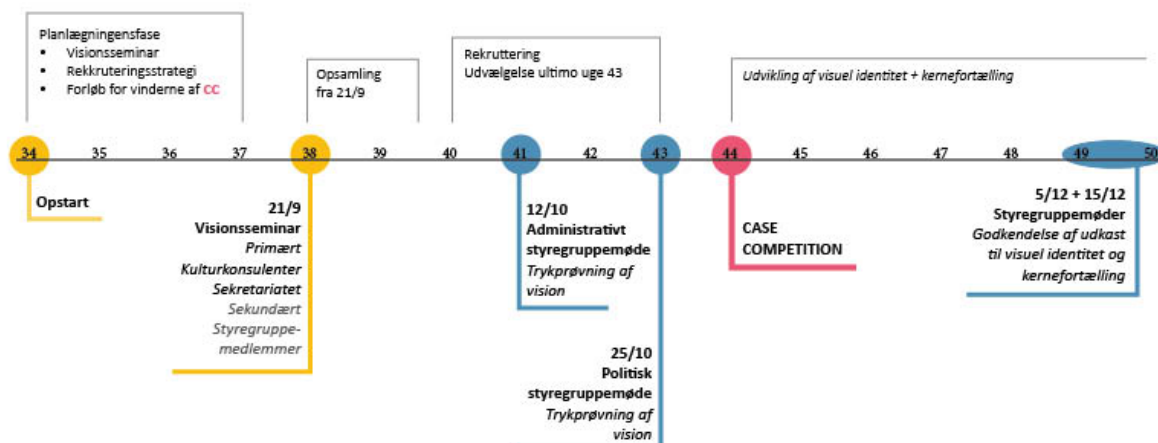 Planlægningensfase
• Visionsseminar
• Rekkruteringsstrategi
• Forløb for vinderne af CC
Opsamling
fra 21/9
Rekruttering
Udvælgelse ultimo uge 43
Udvikling af visuel identitet + kernefortælling
34 35 36 37 38 39 40 41 42 43 44 45 46 47 48 49 50
Opstart
21/9
Visionsseminar
Primært
Kulturkonsulenter
Sekretariatet
Sekundært
Styregruppe-
medlemmer
12/10
Administrativt
styregruppemøde
Trykprøvning af
vision
25/10
Politisk
styregruppemøde
Trykprøvning af
vision
CASE
COMPETITION
5/12 + 15/12
Styregruppemøder
Godkendelse af udkast
til visuel identitet og
kernefortælling